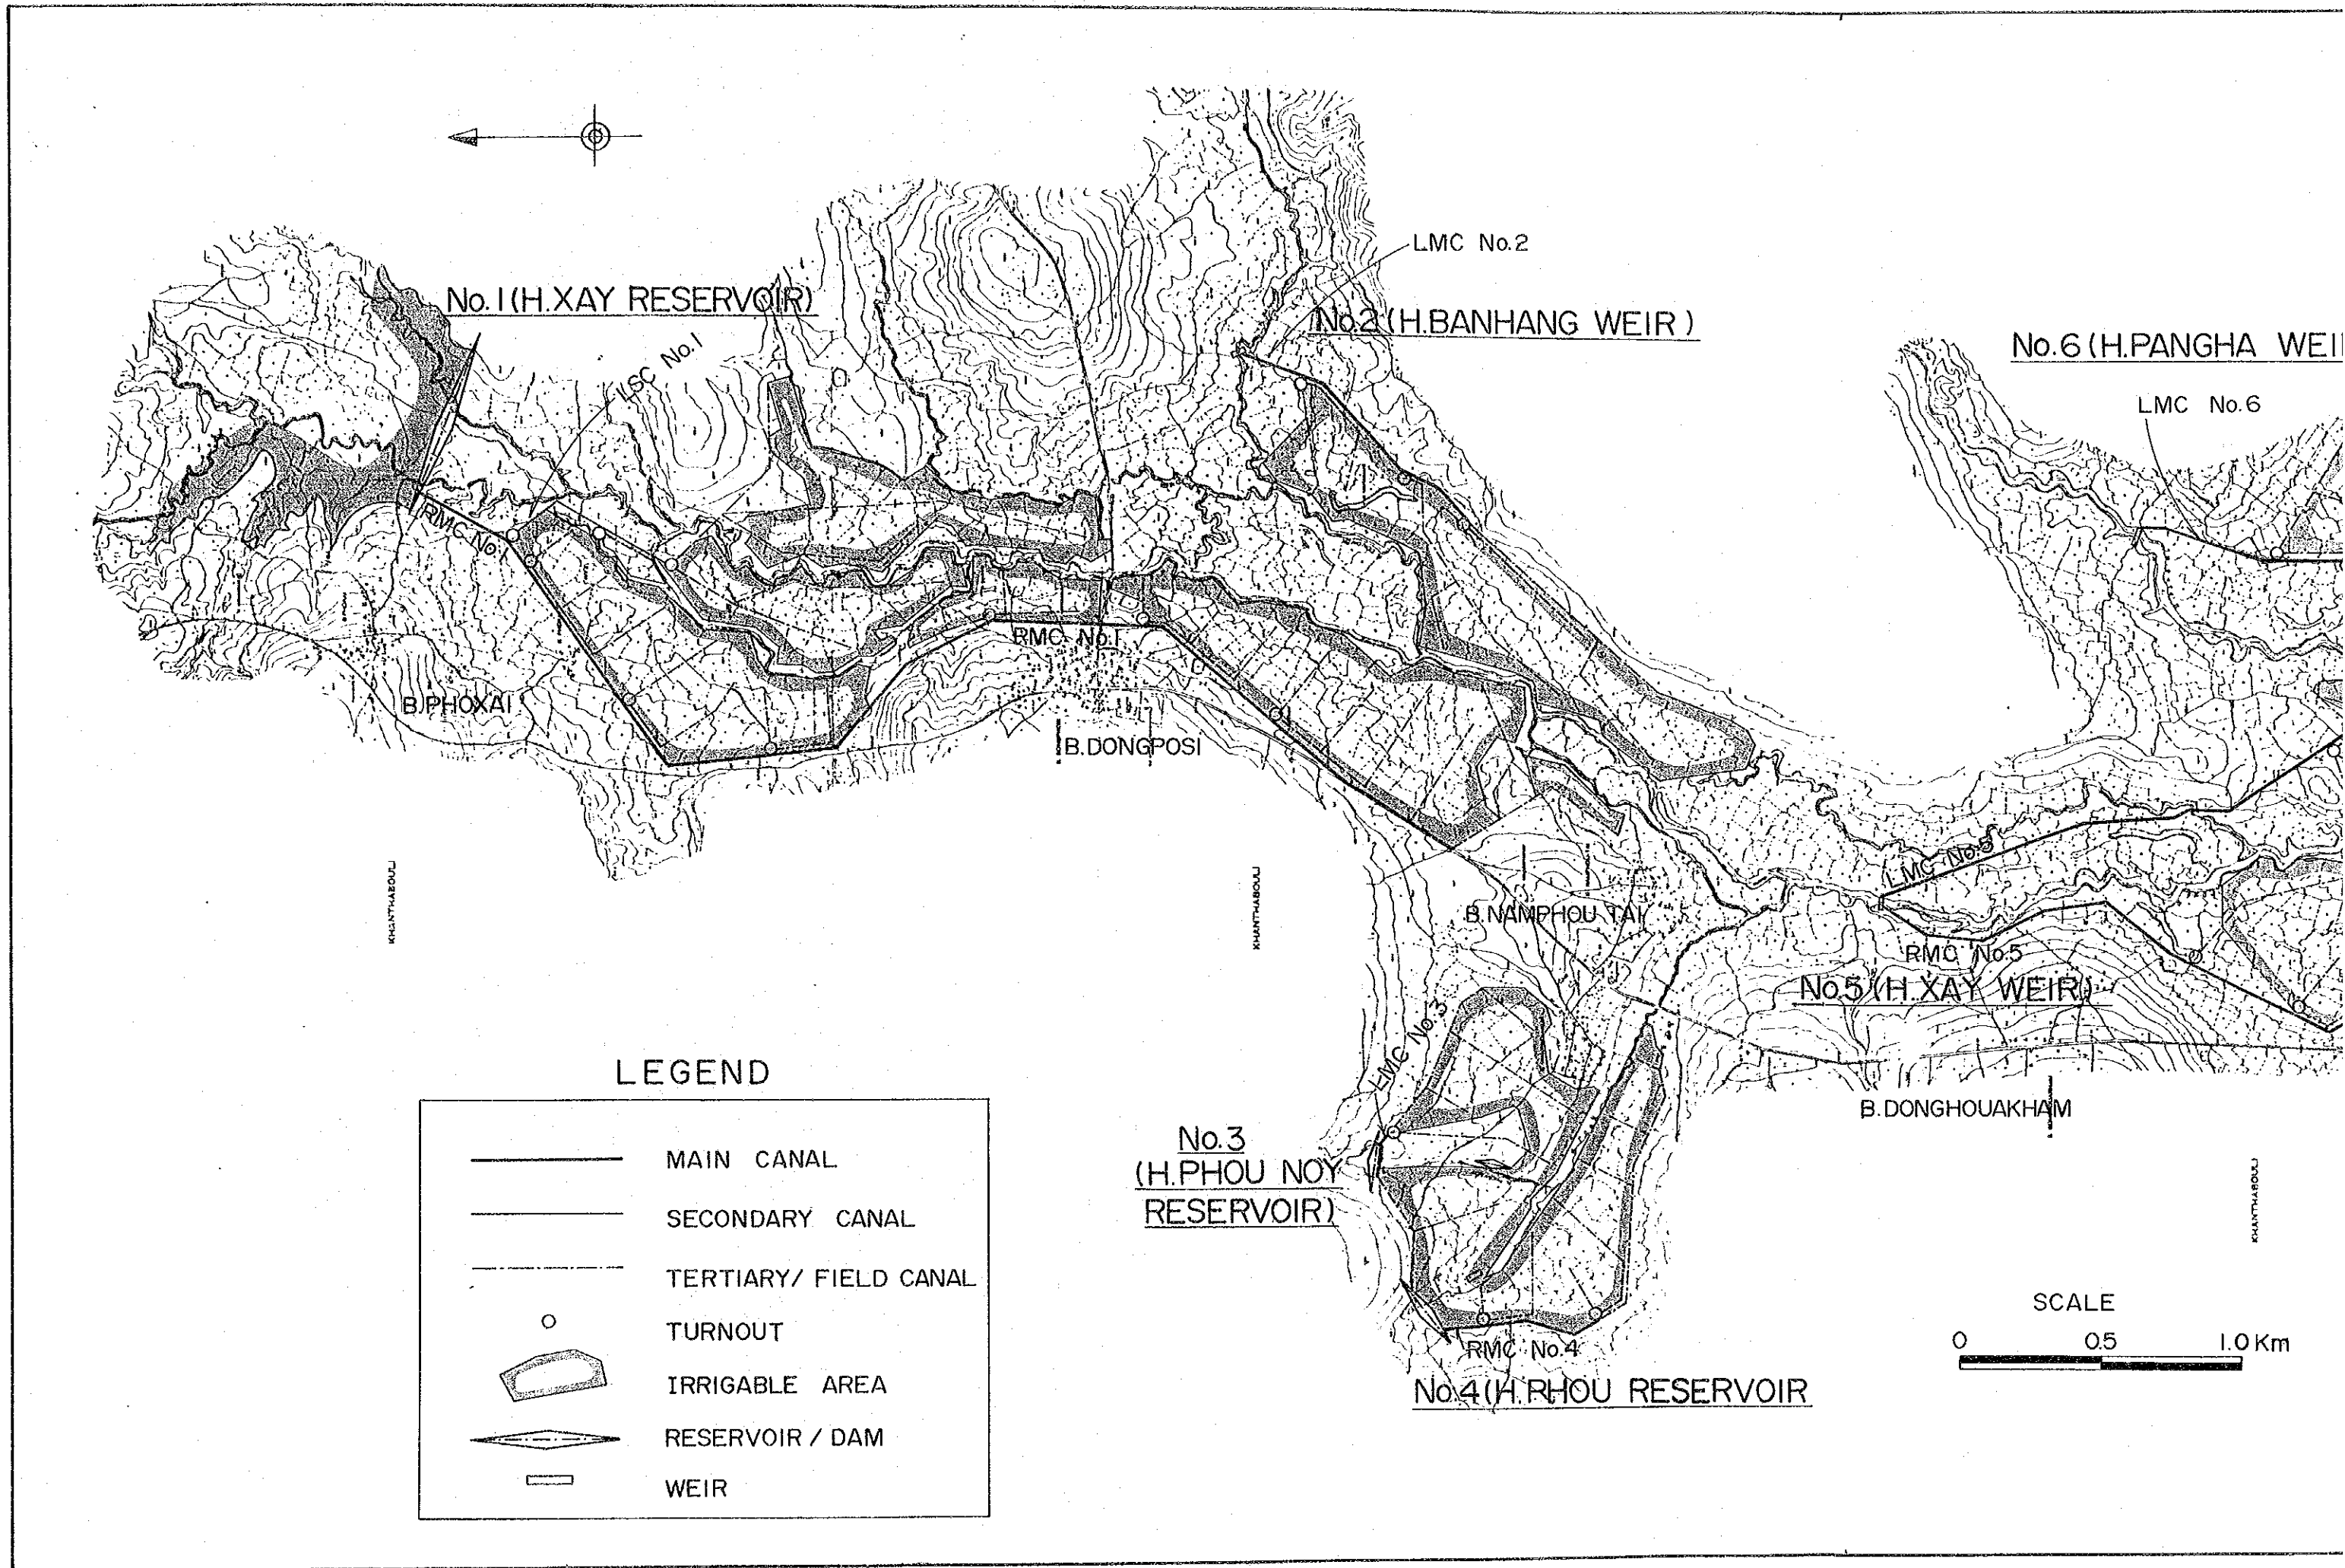 LMC No.2
No.1(H.XAY RESERVOIR)
No.2(H.BANHANG WEIR)
No.6(H.PANGHA WEI
LSC No.1
LMC No.6
RMC No.1
RMC No.1
B.PHOXAI
B.DONGPOSI
LMC No.5
KHANTHABOULI
KHANTHABOULI
B.NAMPHOU TAI
RMC No.5
No.5(H.XAY WEIR)
LMC No.3
LEGEND
B.DONGHOUAKHAM
No.3
(H.PHOU NOY
RESERVOIR)
KHANTHABOULI
MAIN CANAL
SECONDARY CANAL
TERTIARY/ FIELD CANAL
TURNOUT
IRRIGABLE AREA
RESERVOIR / DAM
WEIR
SCALE
0 0.5 1.0 Km
RMC No.4
No.4(H.PHOU RESERVOIR